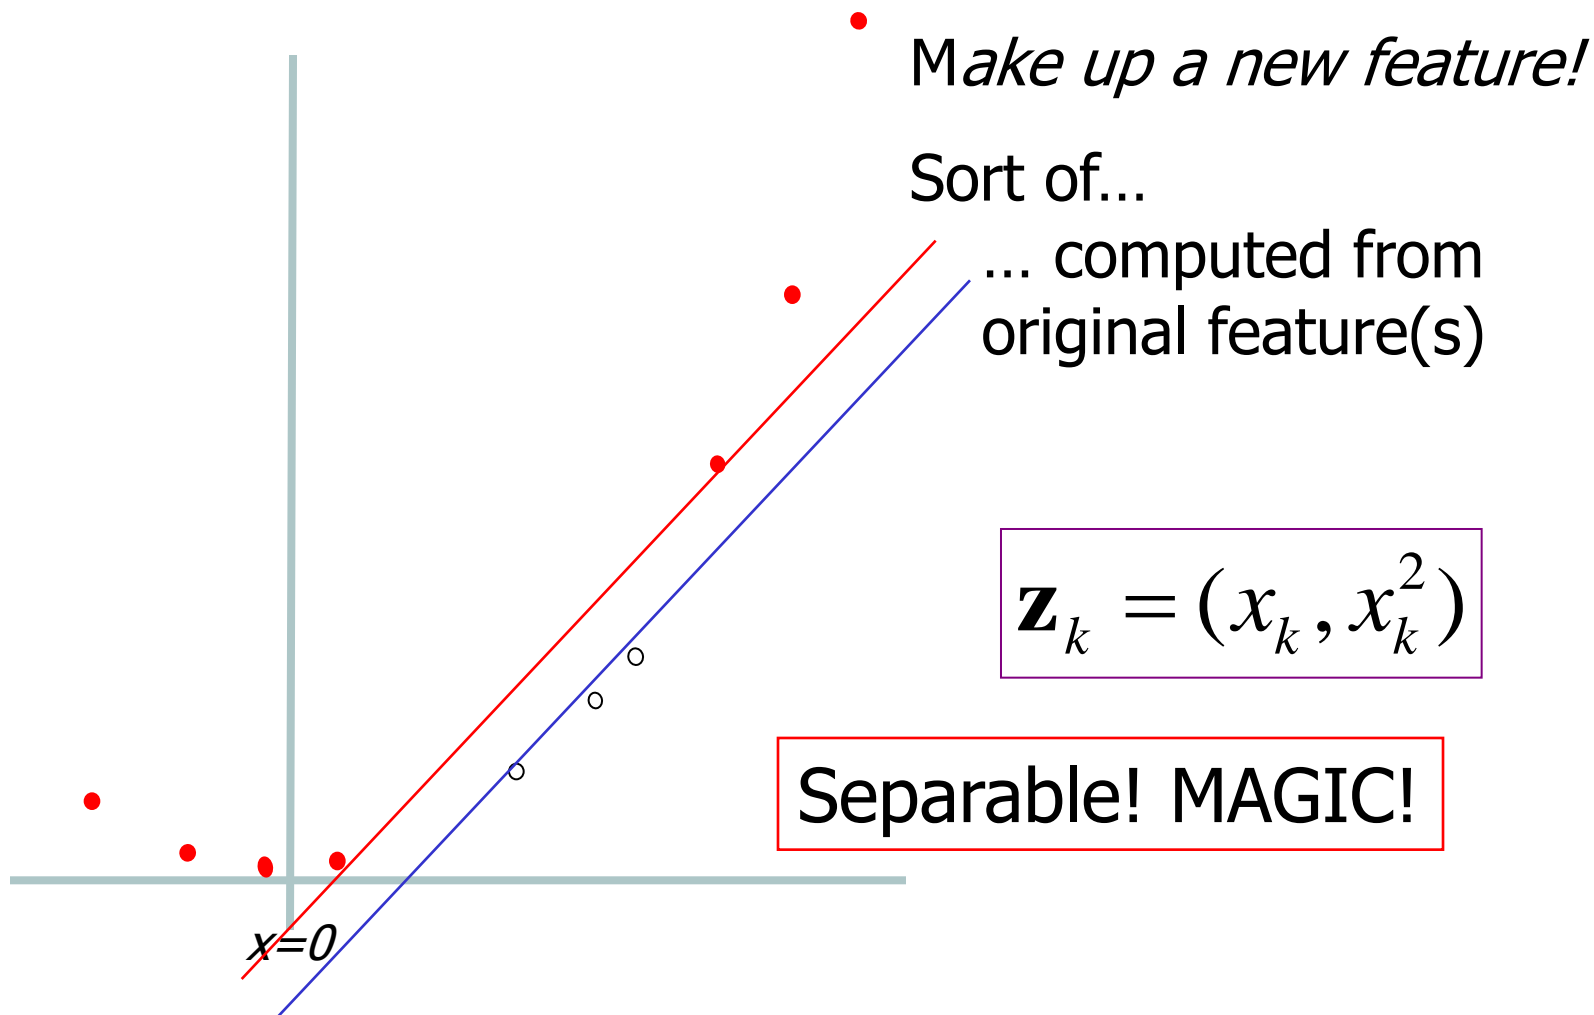 Make up a new feature!
Sort of...
... computed from
original feature(s)
z_k = (x_k, x_k^2)
Separable! MAGIC!
x=0